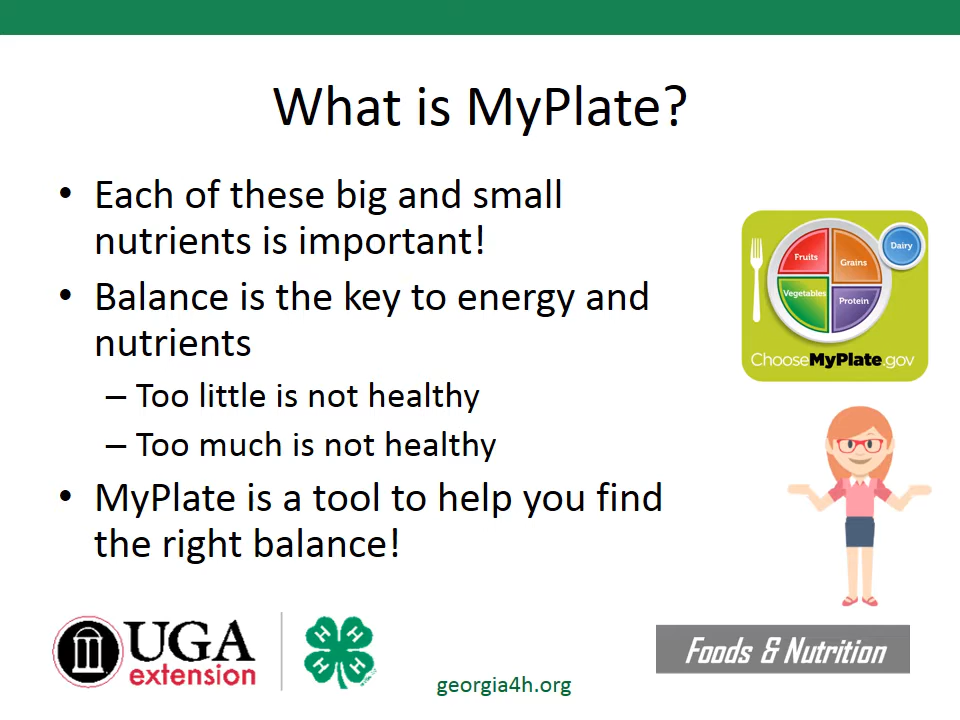 What is MyPlate?
• Each of these big and small
nutrients is important!
• Balance is the key to energy and
nutrients
– Too little is not healthy
– Too much is not healthy
• MyPlate is a tool to help you find
the right balance!
Fruits
Grains
Dairy
Vegetables
Protein
ChooseMyPlate.gov
UGA
extension
H H
H H
georgia4h.org
Foods & Nutrition